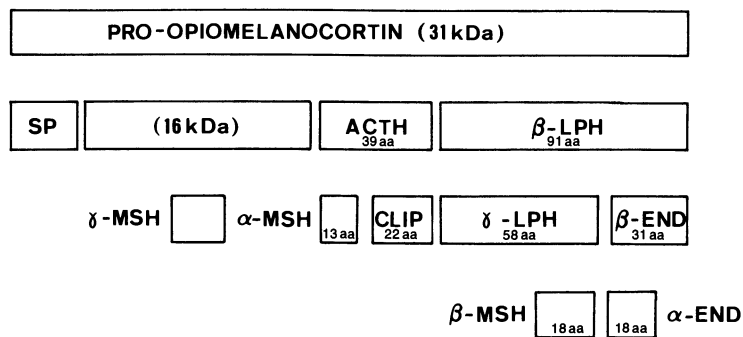 PRO-OPIOMELANOCORTIN (31kDa)
SP (16kDa) ACTH β-LPH
39aa 91aa
γ-MSH α-MSH CLIP γ-LPH β-END
13aa 22aa 58aa 31aa
β-MSH α-END
18aa 18aa